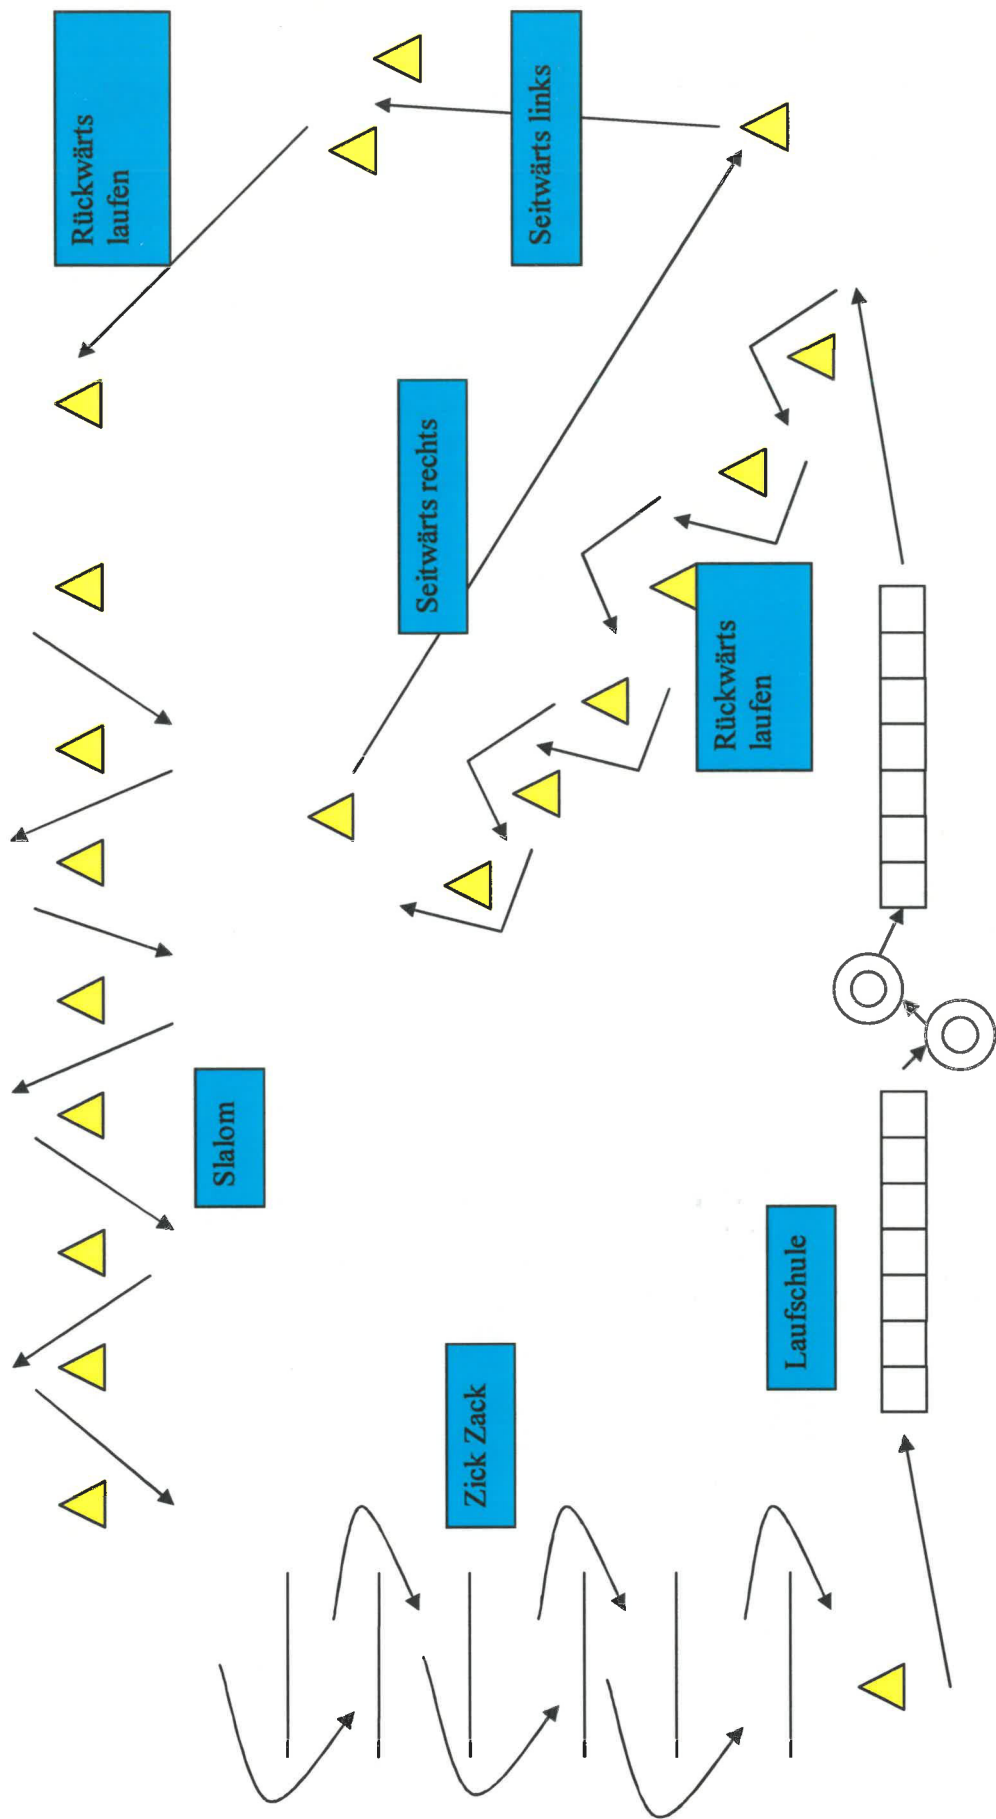 Rückwärts
laufen
Seitwärts links
Seitwärts rechts
Rückwärts
laufen
Slalom
Laufschule
Zick Zack